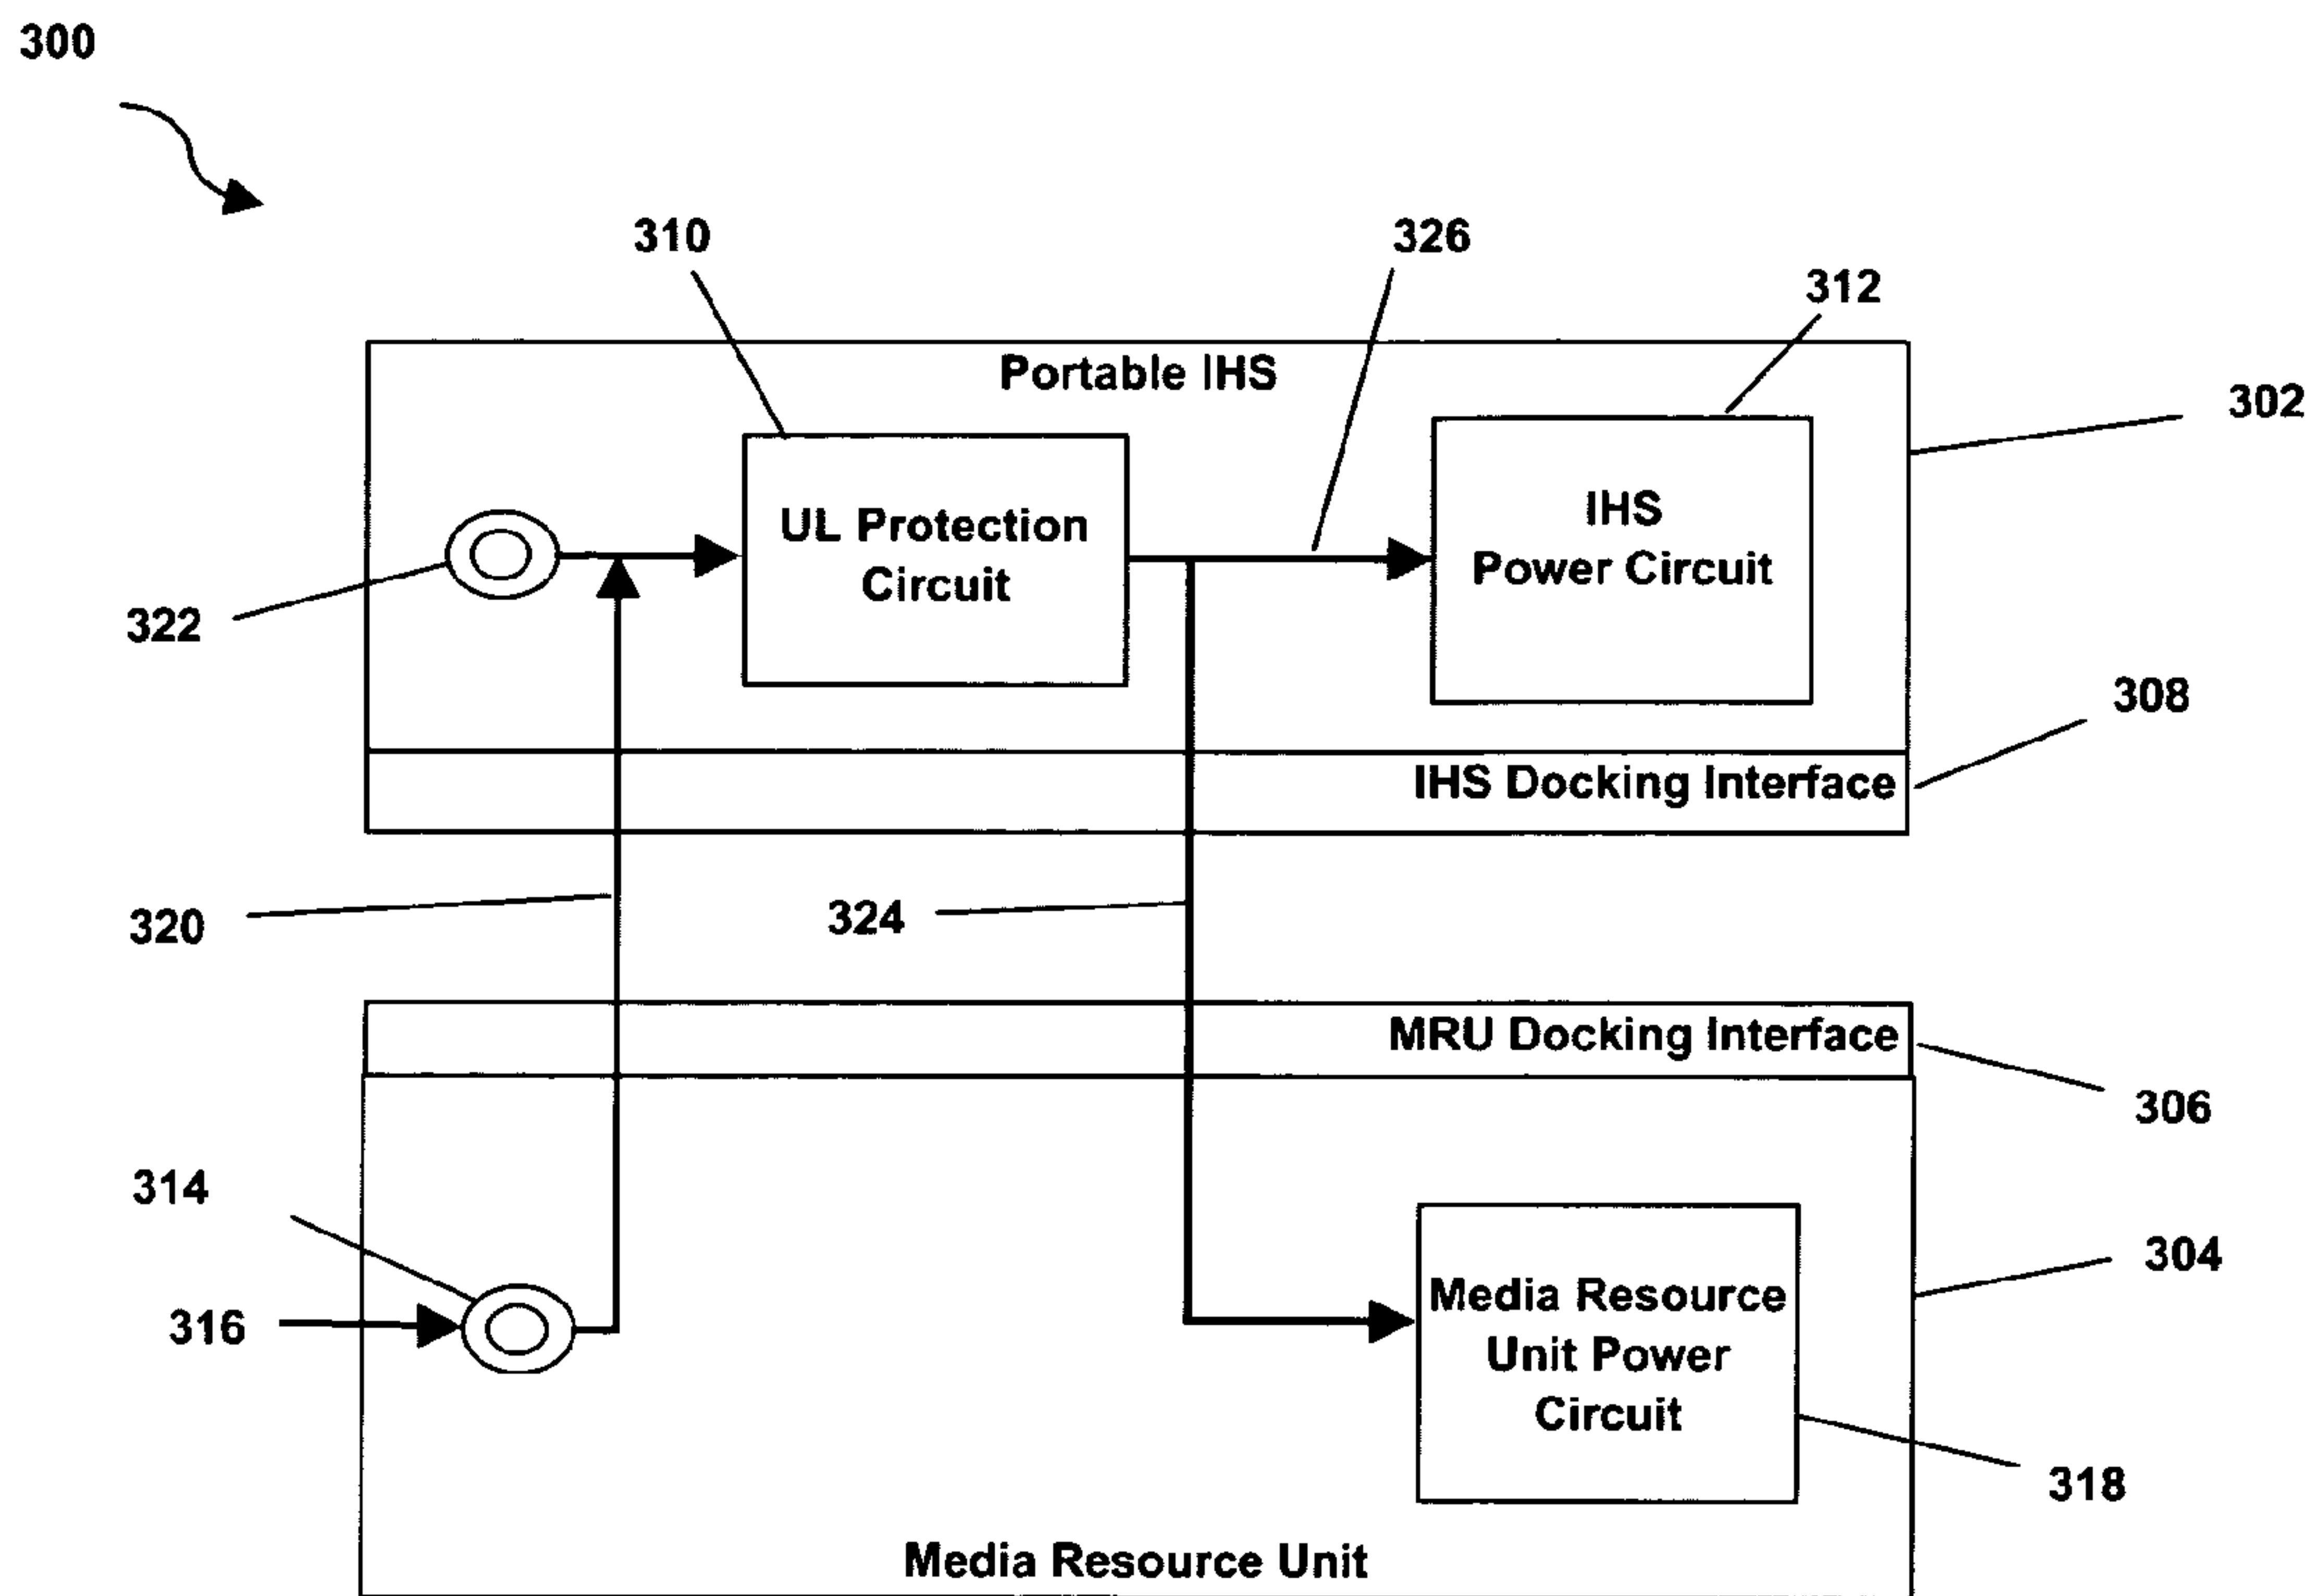 300
310
326
312
Portable IHS
302
UL Protection
Circuit
IHS
Power Circuit
322
308
IHS Docking Interface
320
324
MRU Docking Interface
306
314
304
316
Media Resource
Unit Power
Circuit
318
Media Resource Unit